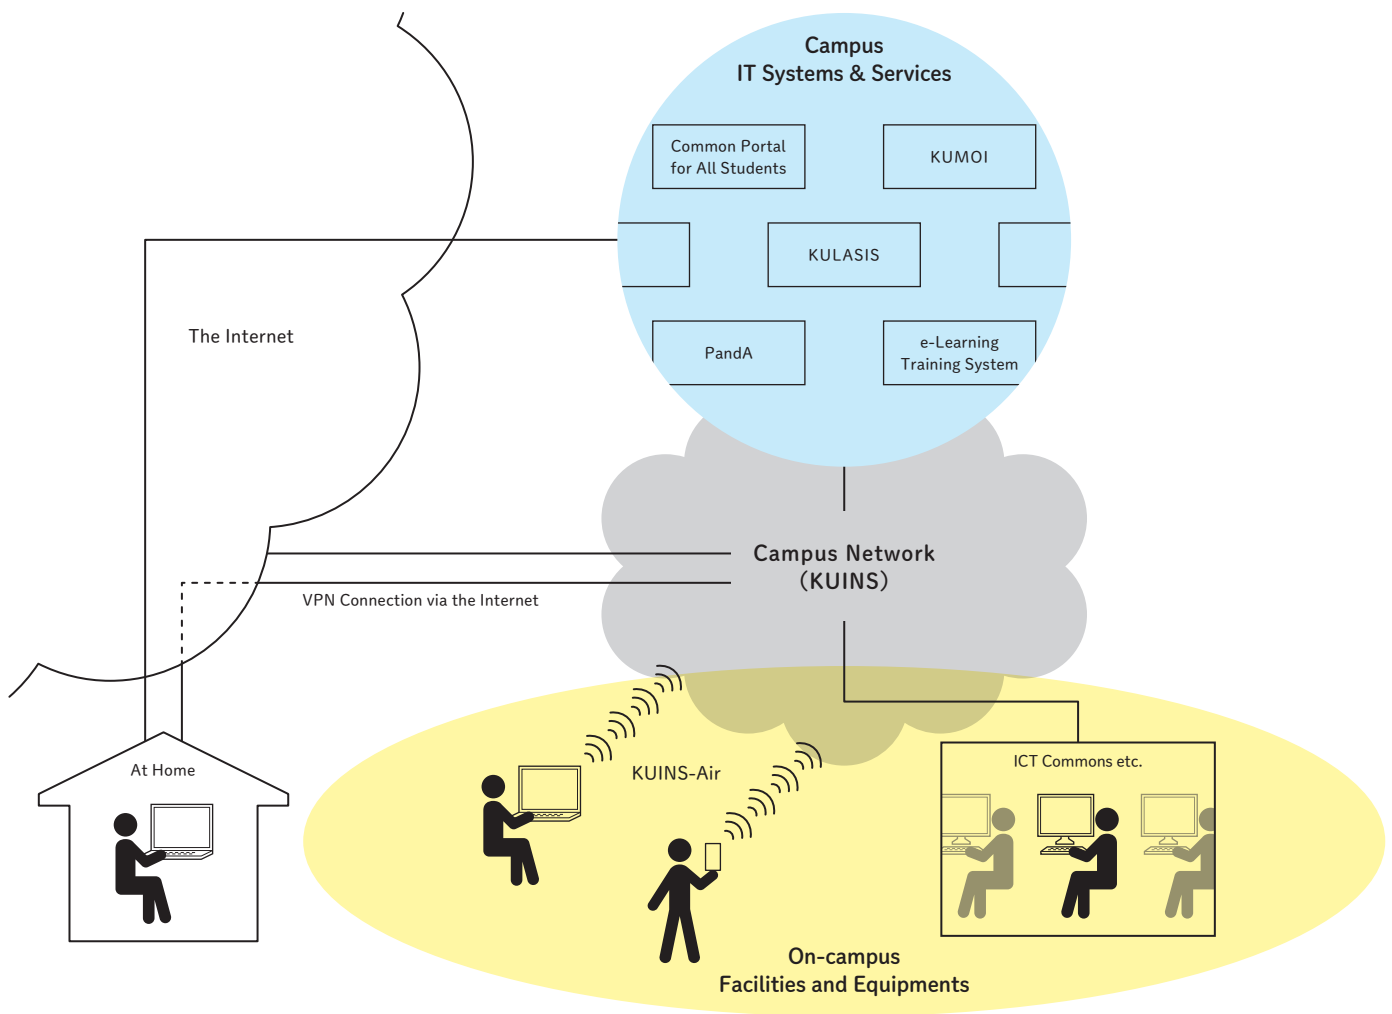 Campus
IT Systems & Services
Common Portal
for All Students
KUMOI
KULASIS
PandA
e-Learning
Training System
The Internet
Campus Network
(KUINS)
VPN Connection via the Internet
At Home
KUINS-Air
ICT Commons etc.
On-campus
Facilities and Equipments